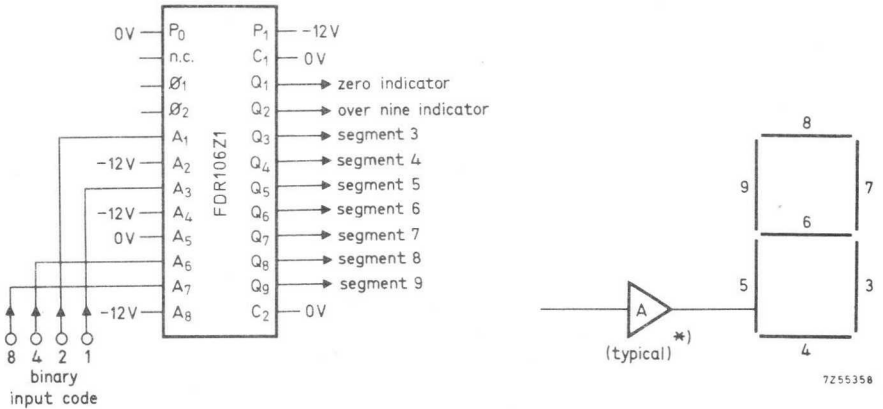 0V P₀ P₁ -12V
n.c. C₁ 0V
Ø₁ Q₁ zero indicator
Ø₂ Q₂ over nine indicator
A₁ Q₃ segment 3
-12V A₂ Q₄ segment 4
A₃ Q₅ segment 5
-12V A₄ Q₆ segment 6
0V A₅ Q₇ segment 7
A₆ Q₈ segment 8
A₇ Q₉ segment 9
-12V A₈ C₂ 0V
FDR106Z1
8 4 2 1
binary
input code
8
9 7
6
5 3
4
A
(typical) *)
7Z55358